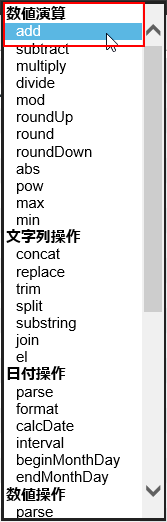 数値演算
add
subtract
multiply
divide
mod
roundUp
round
roundDown
abs
pow
max
min
文字列操作
concat
replace
trim
split
substring
join
el
日付操作
parse
format
calcDate
interval
beginMonthDay
endMonthDay
数値操作
parse